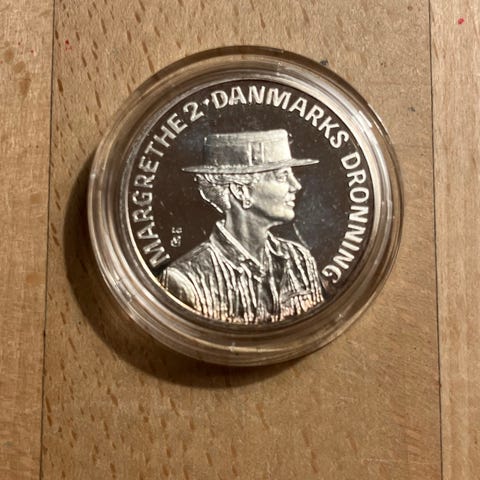 MARGRETHE 2 · DANMARKS DRONNING